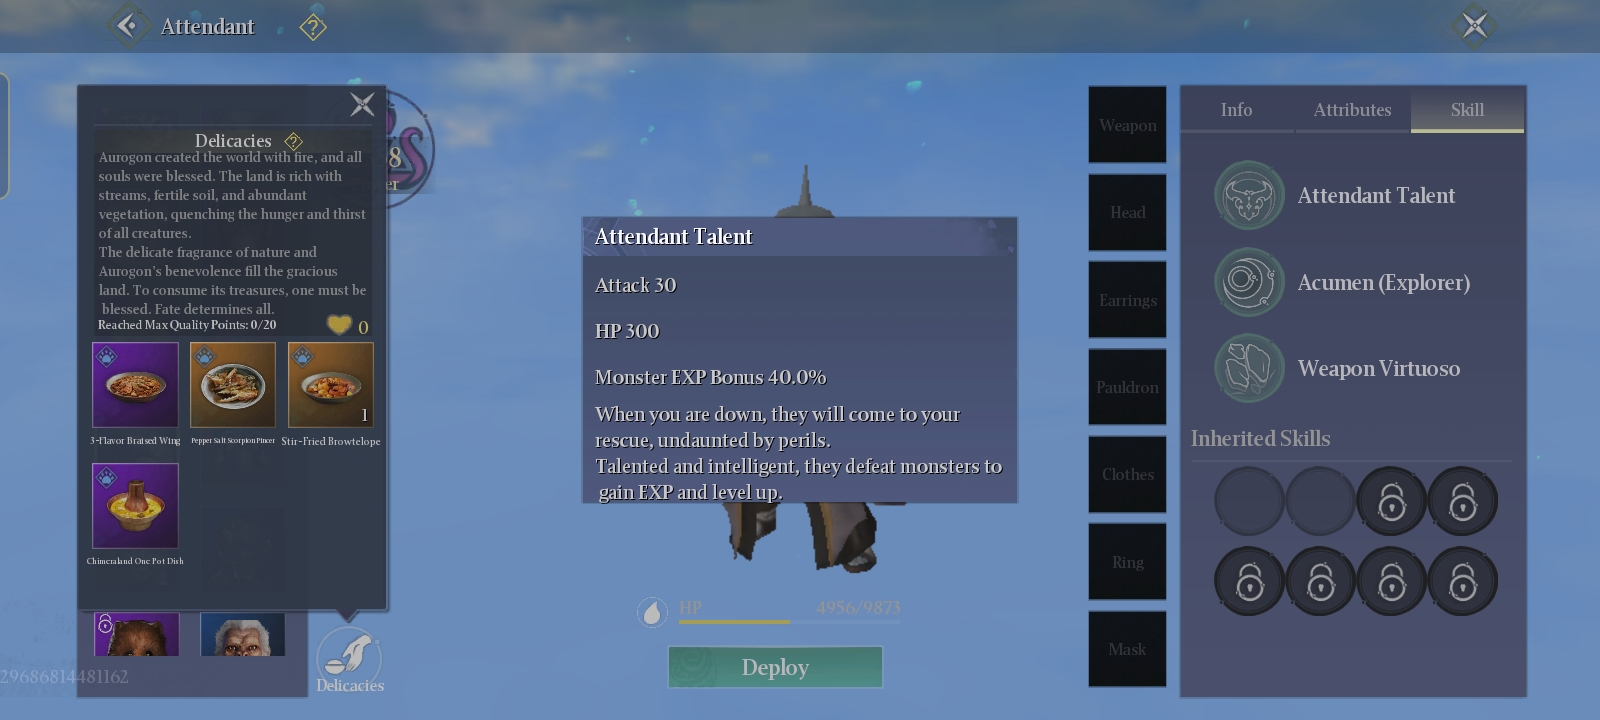 Attendant
?
Delicacies ?
Aurogon created the world with fire, and all
souls were blessed. The land is rich with
streams, fertile soil, and abundant
vegetation, quenching the hunger and thirst
of all creatures.
The delicate fragrance of nature and
Aurogon's benevolence fill the gracious
land. To consume its treasures, one must be
blessed. Fate determines all.
Reached Max Quality Points: 0/20
0
1
3-Flavor Braised Wing
Pepper Salt Scorpion Pincer
Stir-Fried Browtelope
Chimeraland One Pot Dish
Delicacies
29686814481162
8
er
Attendant Talent
Attack 30
HP 300
Monster EXP Bonus 40.0%
When you are down, they will come to your
rescue, undaunted by perils.
Talented and intelligent, they defeat monsters to
gain EXP and level up.
HP 4956/9873
Deploy
Weapon
Head
Earrings
Pauldron
Clothes
Ring
Mask
Info Attributes Skill
Attendant Talent
Acumen (Explorer)
Weapon Virtuoso
Inherited Skills